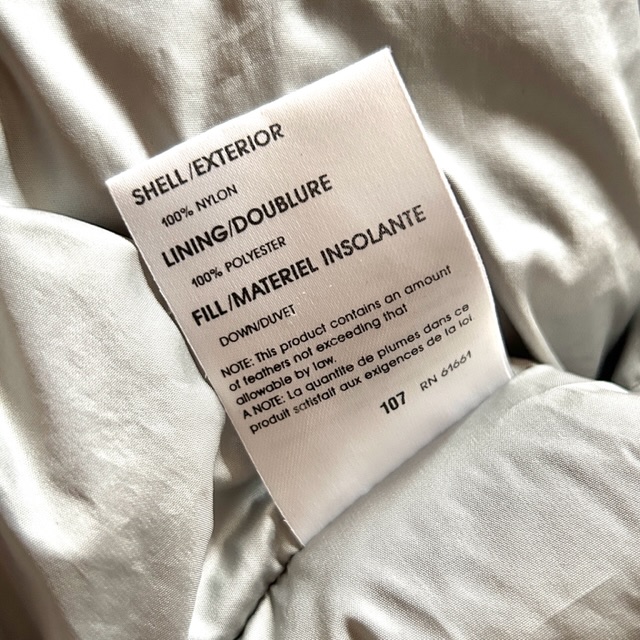 SHELL/EXTERIOR
100% NYLON
LINING/DOUBLURE
100% POLYESTER
FILL/MATERIEL INSOLANTE
DOWN/DUVET
NOTE: This product contains an amount
of feathers not exceeding that
allowable by law.
A.NOTE: La quantite de plumes dans ce
produit satisfait aux exigences de la loi
107 RN 61661